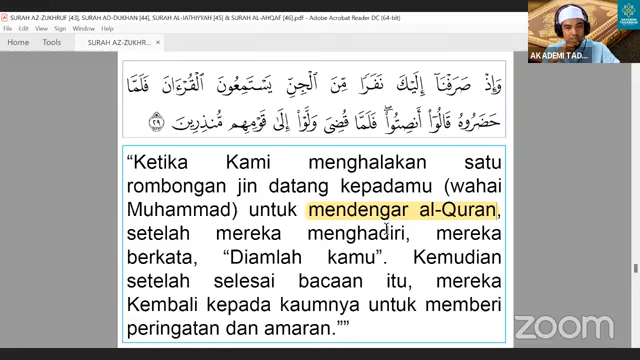 SURAH AZ-ZUKHRUF [43], SURAH AD-DUKHAN [44], SURAH AL-JATHIYAH [45] & SURAH AL-AHQAF [46].pdf - Adobe Acrobat Reader DC (64-bit)
File Edit View Sign Window Help
Home Tools SURAH AZ-ZUKHR... ×
AKADEMI TAD...
وَإِذْ صَرَفْنَآ إِلَيْكَ نَفَرًا مِّنَ ٱلْجِنِّ يَسْتَمِعُونَ ٱلْقُرْءَانَ فَلَمَّا
حَضَرُوهُ قَالُوٓا۟ أَنصِتُوا۟ ۖ فَلَمَّا قُضِىَ وَلَّوْا۟ إِلَىٰ قَوْمِهِم مُّنذِرِينَ ٢٩
“Ketika Kami menghalakan satu
rombongan jin datang kepadamu (wahai
Muhammad) untuk mendengar al-Quran,
setelah mereka menghadiri, mereka
berkata, “Diamlah kamu”. Kemudian
setelah selesai bacaan itu, mereka
Kembali kepada kaumnya untuk memberi
peringatan dan amaran.””
zoom